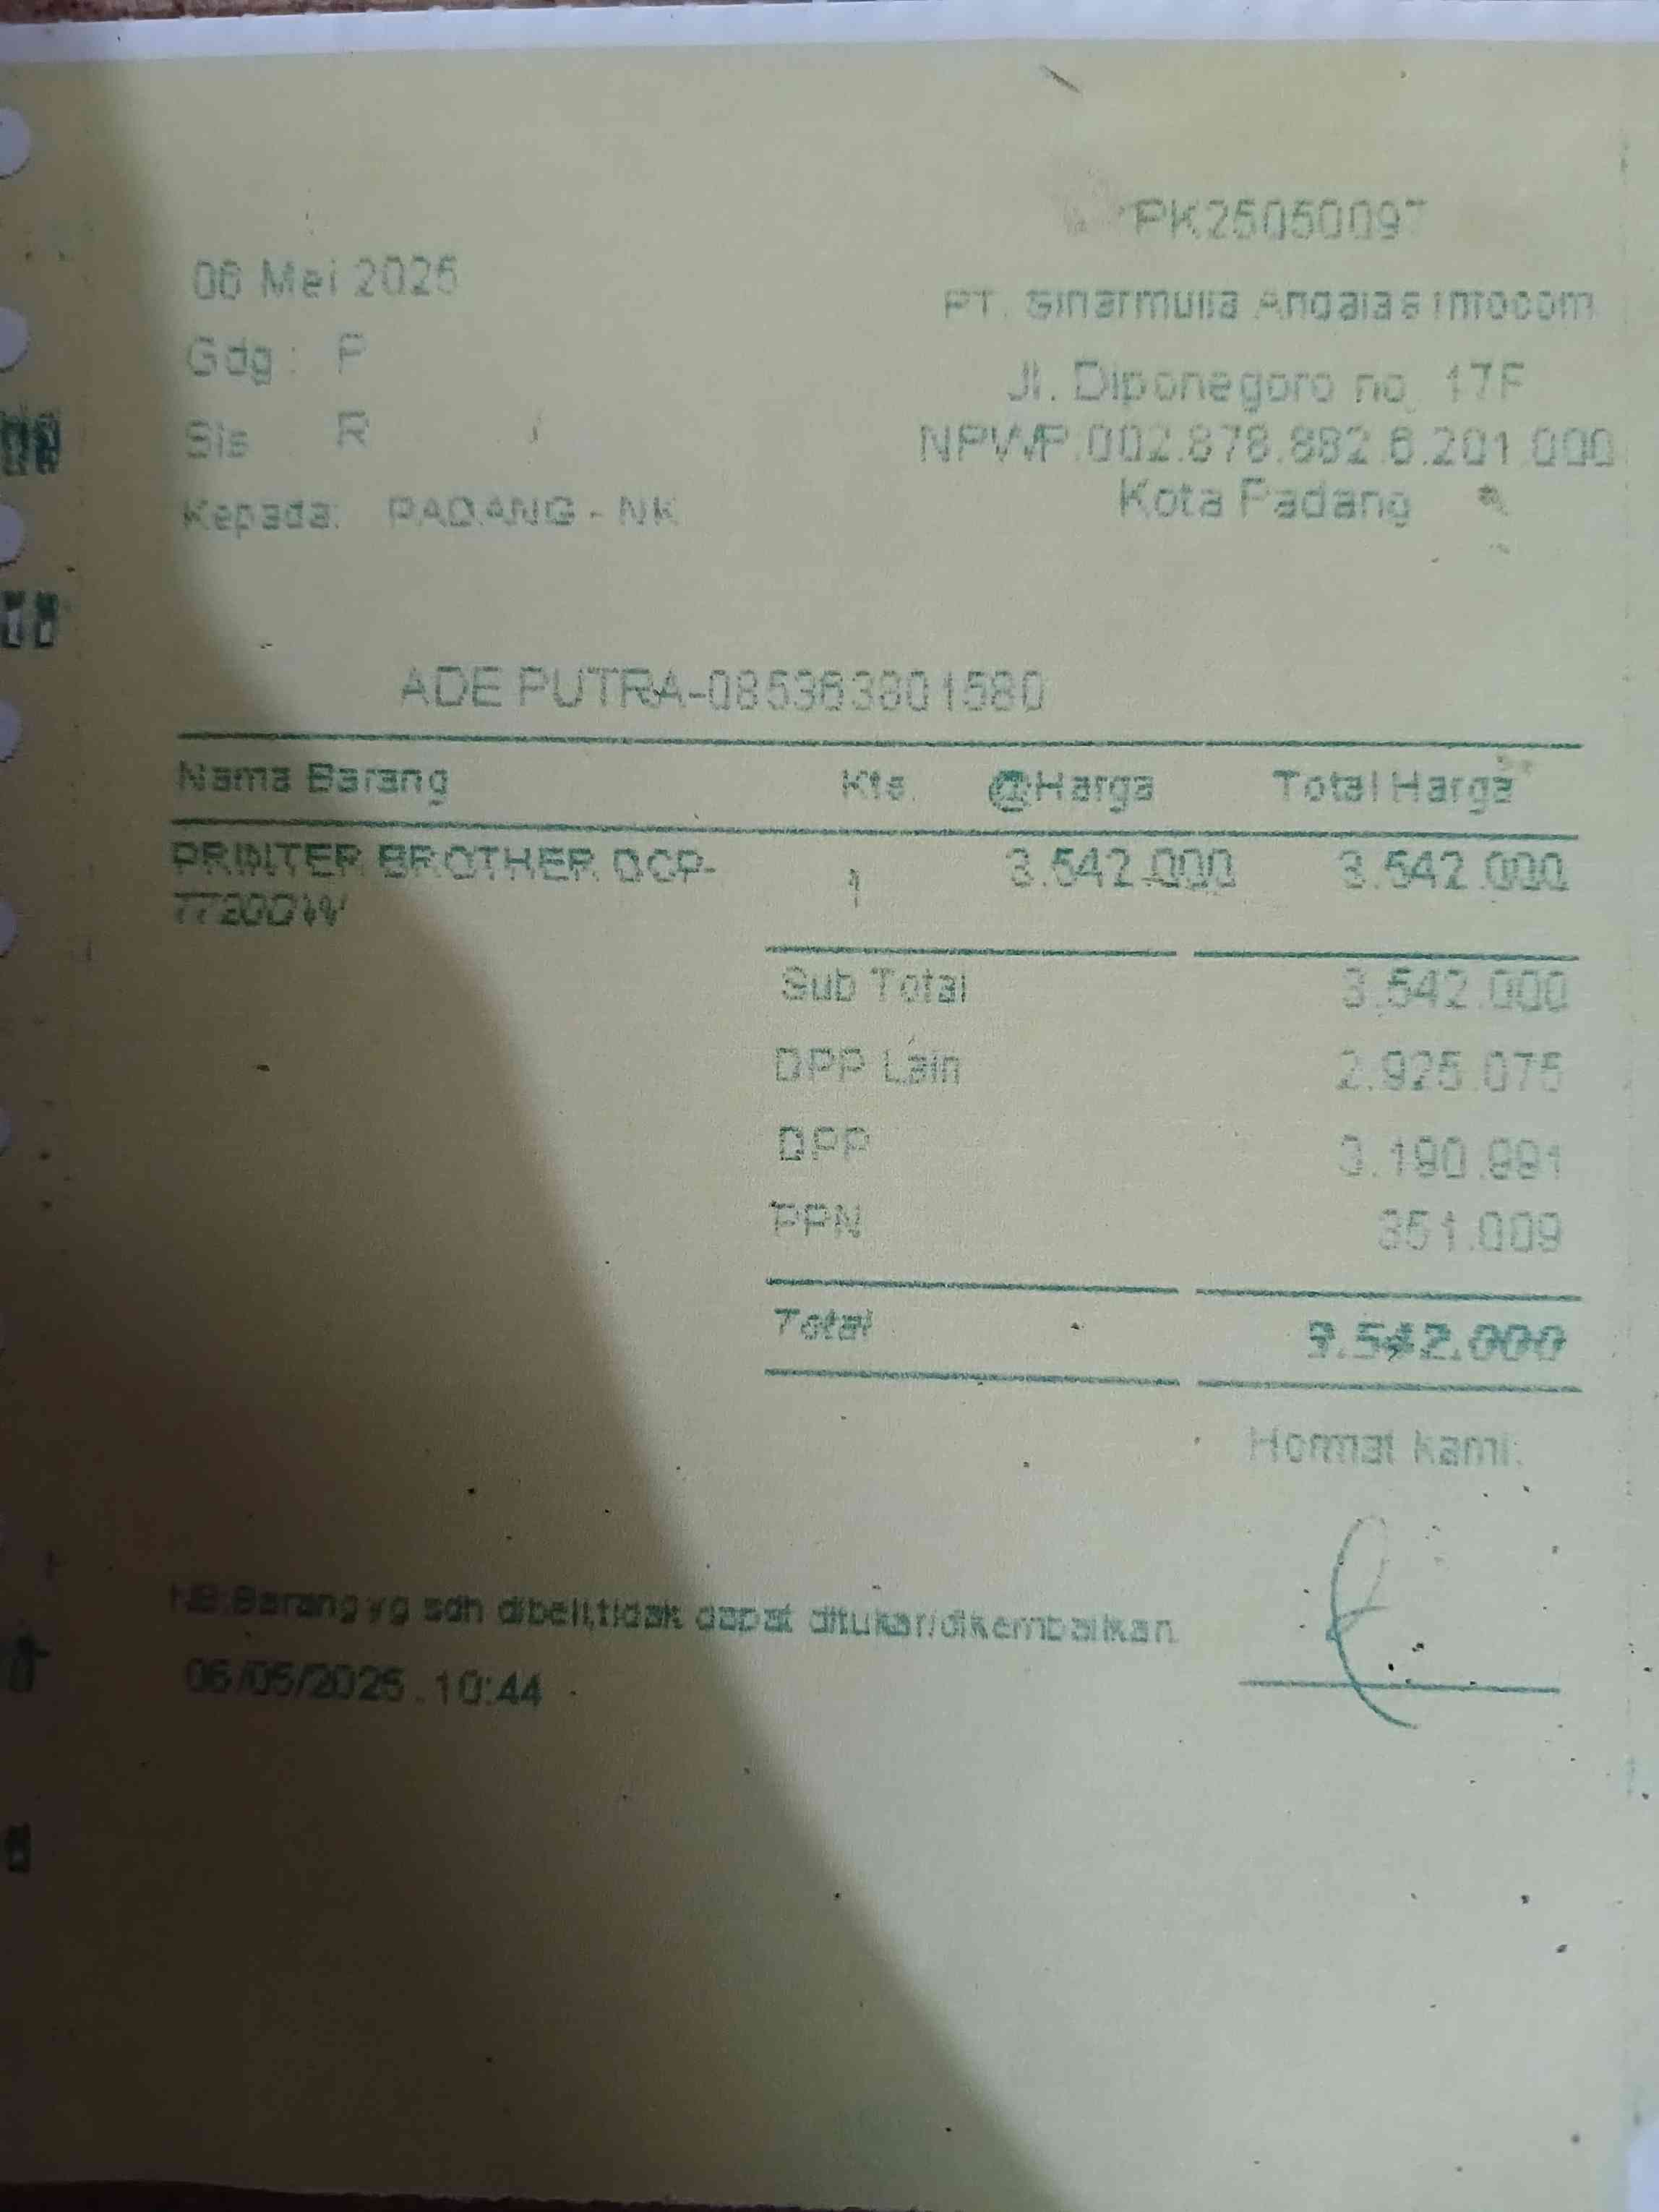 PK25050097
06 Mei 2025
PT. Sinarmulia Andalas Infocom
Gdg : P
Jl. Diponegoro no. 17F
Sls R
NPWP.002.878.882.6.201.000
Kepada: PADANG - NK
Kota Padang
ADE PUTRA-085363801580
Nama Barang Kts. @Harga Total Harga
PRINTER BROTHER DCP- 1 3.542.000 3.542.000
T720DW
Sub Total 3.542.000
DPP Lain 2.925.075
DPP 3.190.991
PPN 351.009
Total 3.542.000
Hormat kami.
NB:Barang yg sdh dibeli,tidak dapat ditukar/dikembalikan
06/05/2025 .10:44